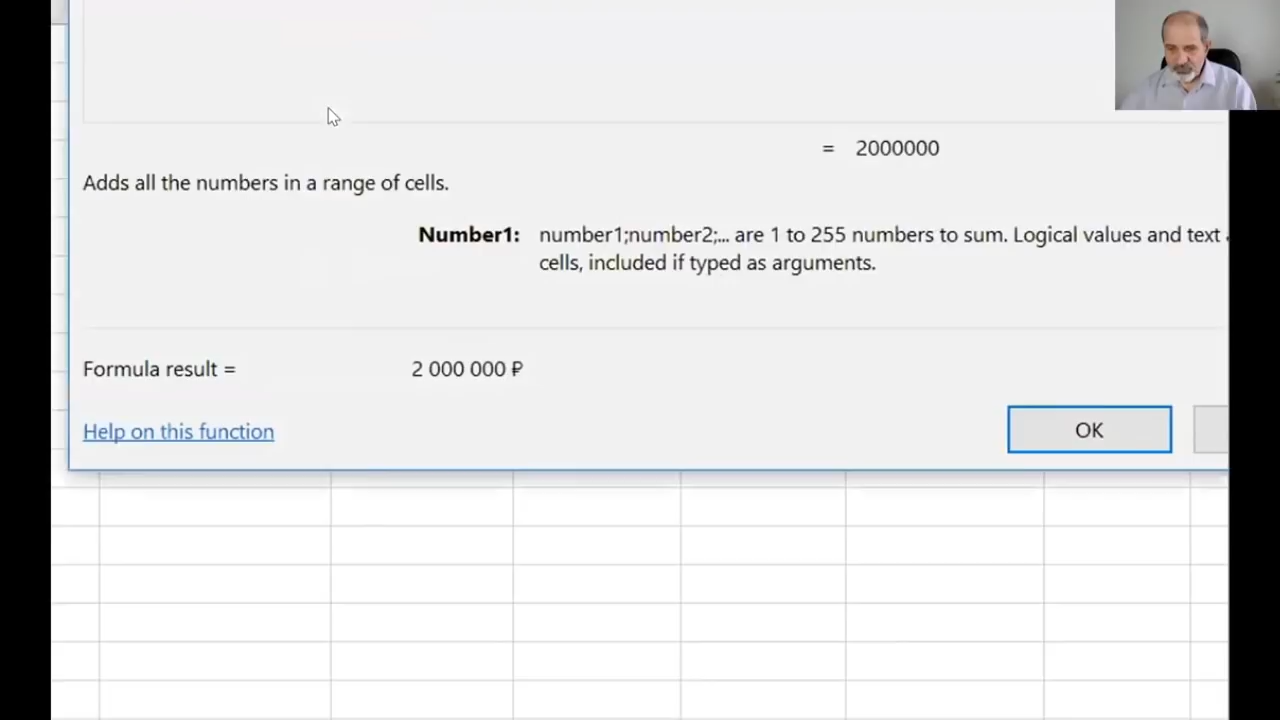 = 2000000
Adds all the numbers in a range of cells.
Number1: number1;number2;... are 1 to 255 numbers to sum. Logical values and text
cells, included if typed as arguments.
Formula result = 2 000 000 ₽
Help on this function
OK